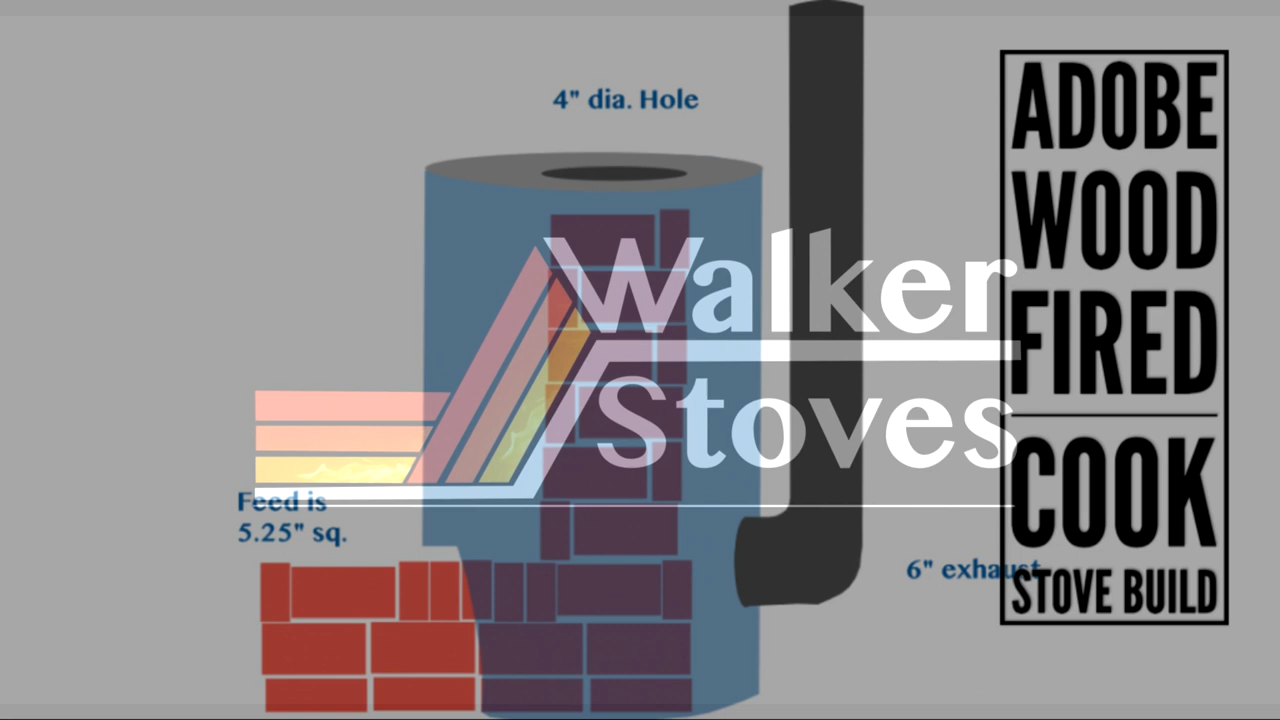 4" dia. Hole
Walker
Stoves
Feed is
5.25" sq.
6" exhaust
ADOBE
WOOD
FIRED
COOK
STOVE BUILD